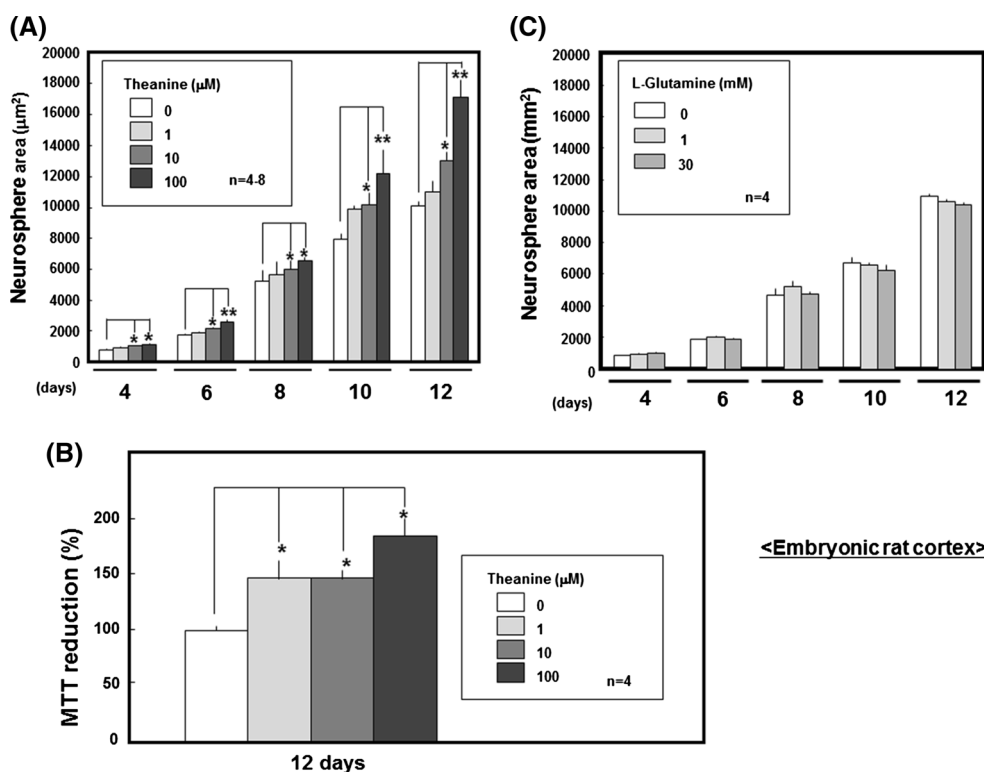 (A)
Neurosphere area (μm²)
20000
18000
16000
14000
12000
10000
8000
6000
4000
2000
0
Theanine (μM)
0
1
10
100 n=4-8
* *
* **
* *
* **
* **
(days) 4 6 8 10 12
(C)
Neurosphere area (mm²)
20000
18000
16000
14000
12000
10000
8000
6000
4000
2000
0
L-Glutamine (mM)
0
1
30
n=4
(days) 4 6 8 10 12
(B)
MTT reduction (%)
200
150
100
50
0
* * *
Theanine (μM)
0
1
10
100 n=4
12 days
<Embryonic rat cortex>